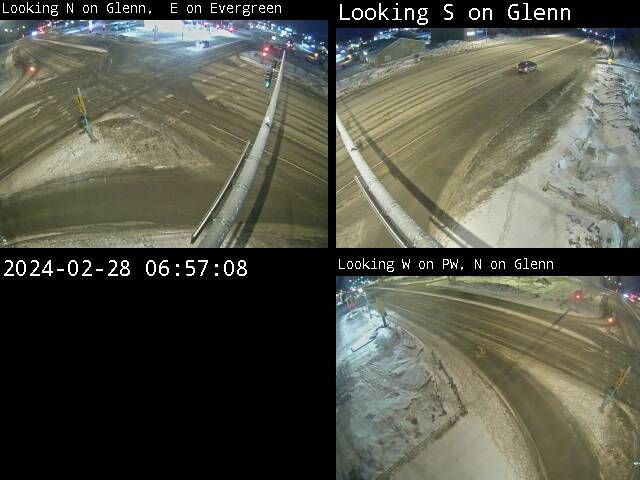 Looking N on Glenn,  E on Evergreen
Looking S on Glenn
2024-02-28 06:57:08
Looking W on PW, N on Glenn